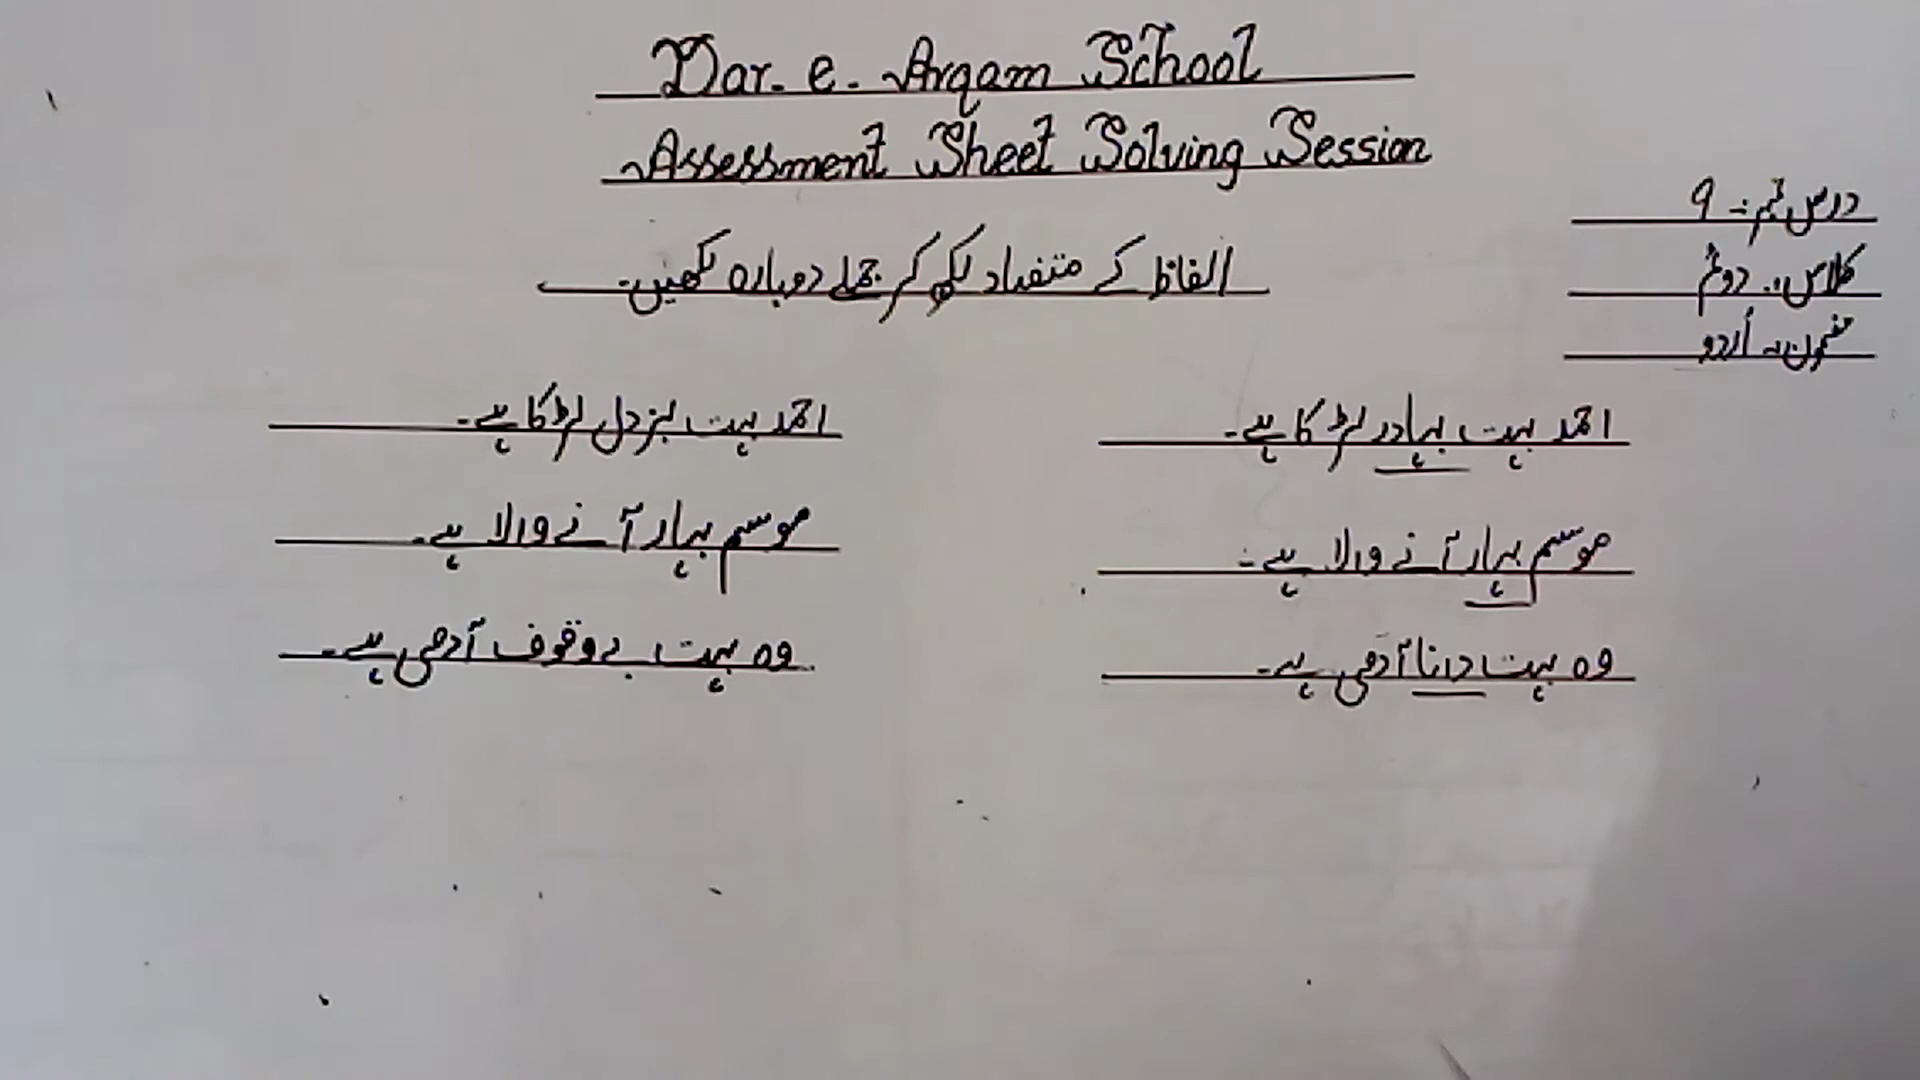 Dar. e. Arqam School
Assessment Sheet Solving Session
درس نمبر:- ۹
کلاس:- دوئم
مضمون:- اُردو
الفاظ کے متضاد لکھ کر جملے دوبارہ لکھیں۔
احمد بہت بہادر لڑکا ہے۔
احمد بہت بزدل لڑکا ہے۔
موسم بہار آنے والا ہے۔
موسم بہار آنے والا ہے۔
وہ بہت دانا آدمی ہے۔
وہ بہت بےوقوف آدمی ہے۔